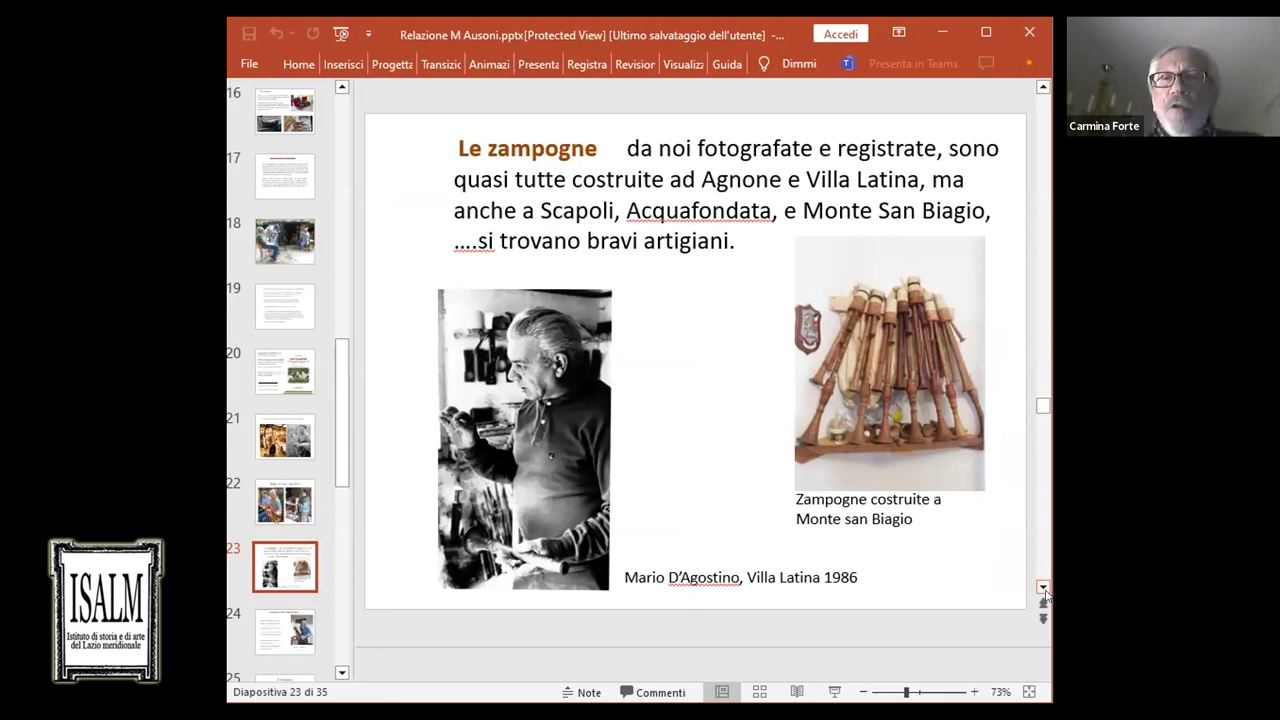 Relazione M Ausoni.pptx[Protected View] [Ultimo salvataggio dell'utente] -...
Accedi
File Home Inserisci Progetta Transizic Animazi Presenta Registra Revisior Visualizz Guida Dimmi Presenta in Teams
Carmina Forte
16
17
18
19
20
21
22
23
24
25
Le zampogne da noi fotografate e registrate, sono
quasi tutte costruite ad Agnone e Villa Latina, ma
anche a Scapoli, Acquafondata, e Monte San Biagio,
....si trovano bravi artigiani.
Zampogne costruite a
Monte san Biagio
Mario D'Agostino, Villa Latina 1986
ISALM
Istituto di storia e di arte
del Lazio meridionale
Diapositiva 23 di 35
Note Commenti 73%